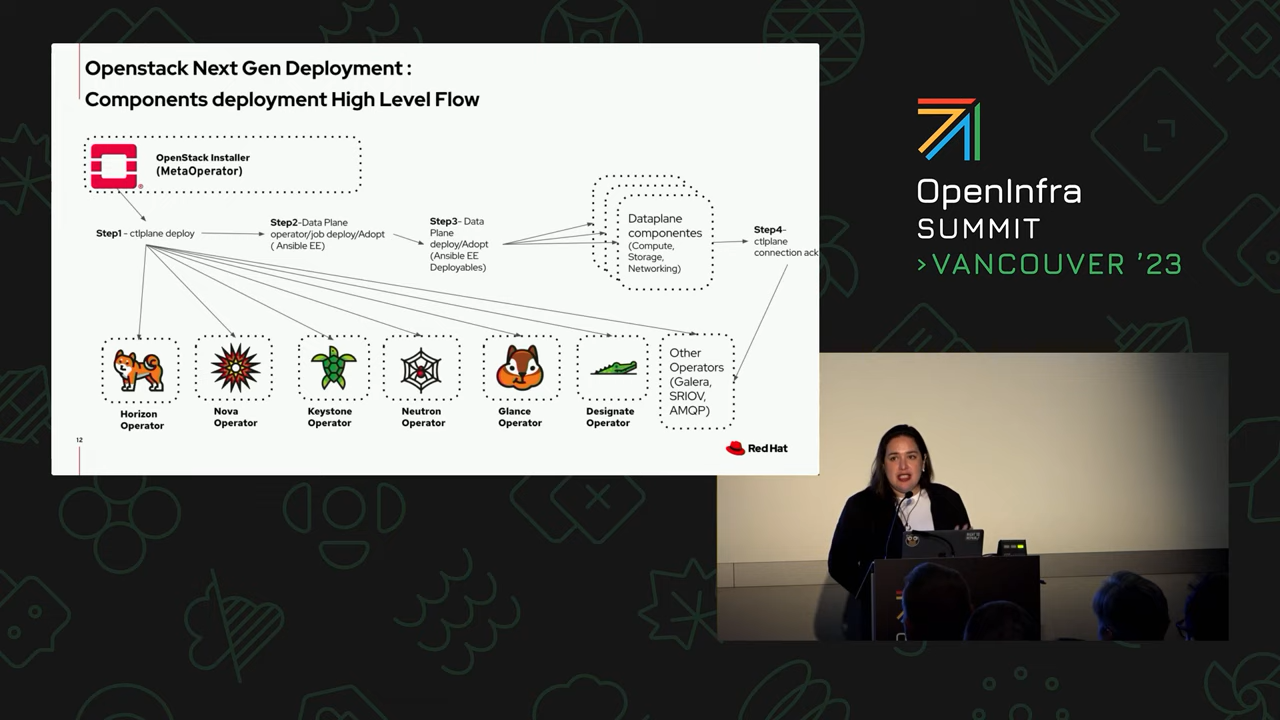 Openstack Next Gen Deployment :
Components deployment High Level Flow
OpenStack Installer
(MetaOperator)
®
Step1 - ctlplane deploy
Step2-Data Plane
operator/job deploy/Adopt
( Ansible EE)
Step3- Data
Plane
deploy/Adopt
(Ansible EE
Deployables)
Dataplane
componentes
(Compute,
Storage,
Networking)
Step4-
ctlplane
connection ack
Horizon
Operator
Nova
Operator
Keystone
Operator
Neutron
Operator
Glance
Operator
Designate
Operator
Other
Operators
(Galera,
SRIOV,
AMQP)
12
Red Hat
OpenInfra
SUMMIT
>VANCOUVER '23